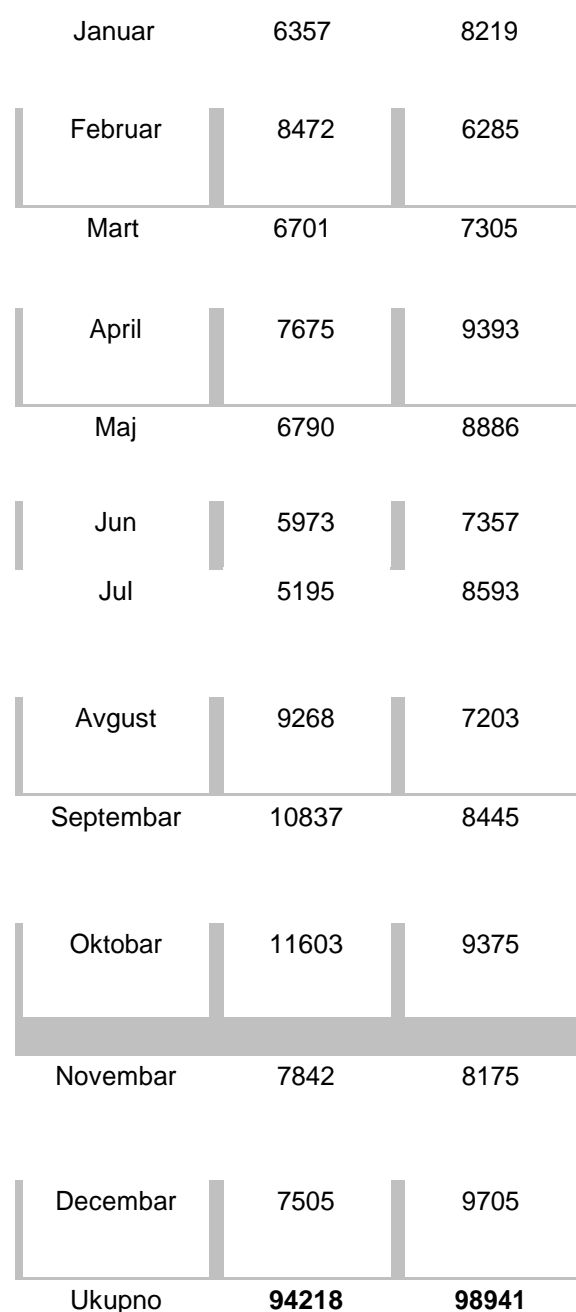 Januar 6357 8219
Februar 8472 6285
Mart 6701 7305
April 7675 9393
Maj 6790 8886
Jun 5973 7357
Jul 5195 8593
Avgust 9268 7203
Septembar 10837 8445
Oktobar 11603 9375
Novembar 7842 8175
Decembar 7505 9705
Ukupno 94218 98941